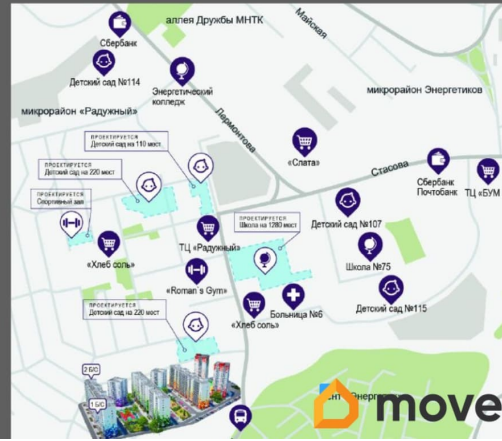 аллея Дружбы МНТК
Майская
Сбербанк
Детский сад №114
Энергетический
колледж
микрорайон Энергетиков
микрорайон «Радужный»
Лермонтова
ПРОЕКТИРУЕТСЯ
Детский сад на 110 мест
«Слата»
Стасова
ПРОЕКТИРУЕТСЯ
Детский сад на 220 мест
Сбербанк
Почтобанк
ТЦ «БУМ
ПРОЕКТИРУЕТСЯ
Спортивный зал
ПРОЕКТИРУЕТСЯ
Школа на 1280 мест
Детский сад №107
ТЦ «Радужный»
«Хлеб соль»
Школа №75
«Roman`s Gym»
Детский сад №115
Больница №6
«Хлеб соль»
ПРОЕКТИРУЕТСЯ
Детский сад на 220 мест
2 Б/С
1 Б/С
move